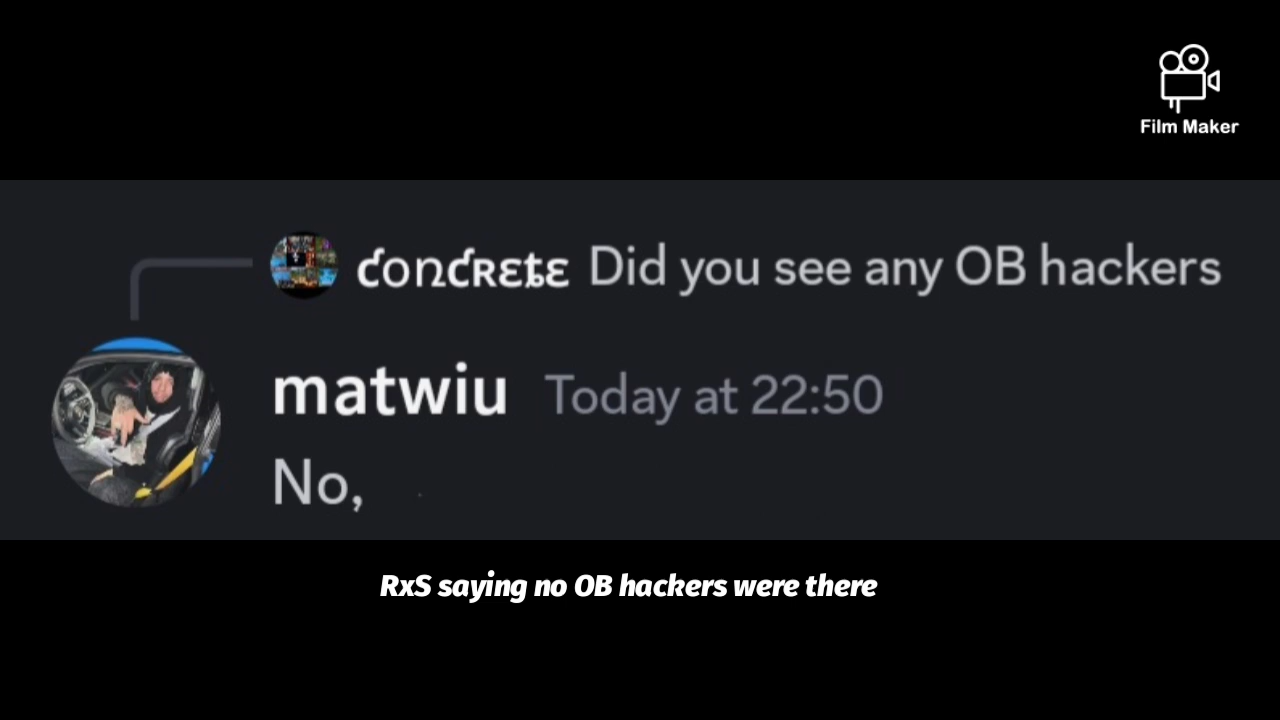 Film Maker
ƈօռƈʀɛȶɛ Did you see any OB hackers
matwiu Today at 22:50
No,
RxS saying no OB hackers were there